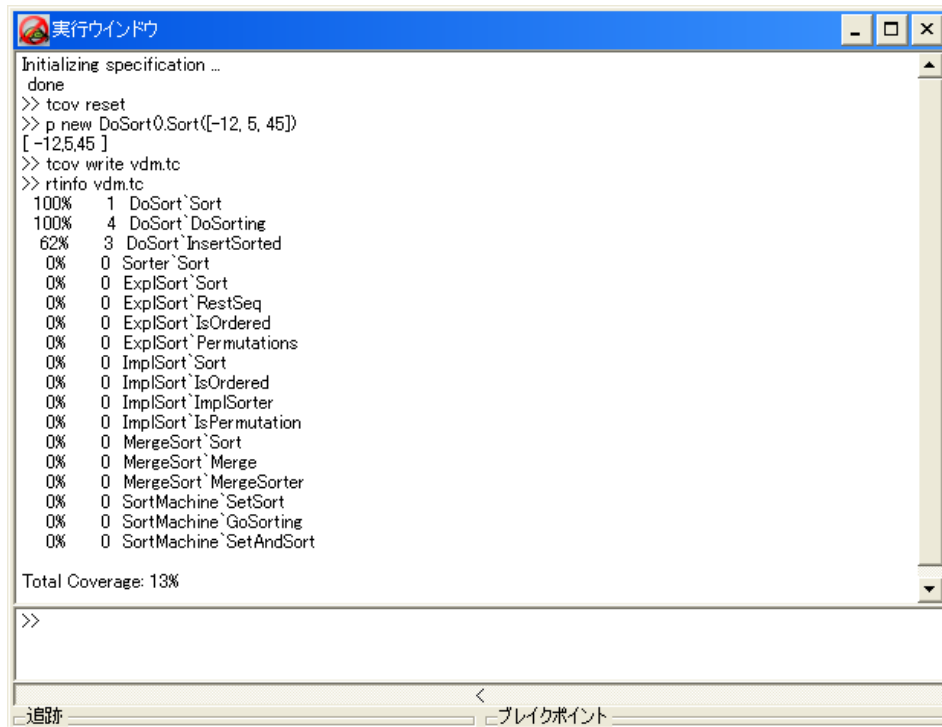 実行ウインドウ
Initializing specification ...
done
>> tcov reset
>> p new DoSort().Sort([-12, 5, 45])
[ -12,5,45 ]
>> tcov write vdm.tc
>> rtinfo vdm.tc
100% 1 DoSort`Sort
100% 4 DoSort`DoSorting
62% 3 DoSort`InsertSorted
0% 0 Sorter`Sort
0% 0 ExplSort`Sort
0% 0 ExplSort`RestSeq
0% 0 ExplSort`IsOrdered
0% 0 ExplSort`Permutations
0% 0 ImplSort`Sort
0% 0 ImplSort`IsOrdered
0% 0 ImplSort`ImplSorter
0% 0 ImplSort`IsPermutation
0% 0 MergeSort`Sort
0% 0 MergeSort`Merge
0% 0 MergeSort`MergeSorter
0% 0 SortMachine`SetSort
0% 0 SortMachine`GoSorting
0% 0 SortMachine`SetAndSort
Total Coverage: 13%
>>
<
追跡 ブレイクポイント